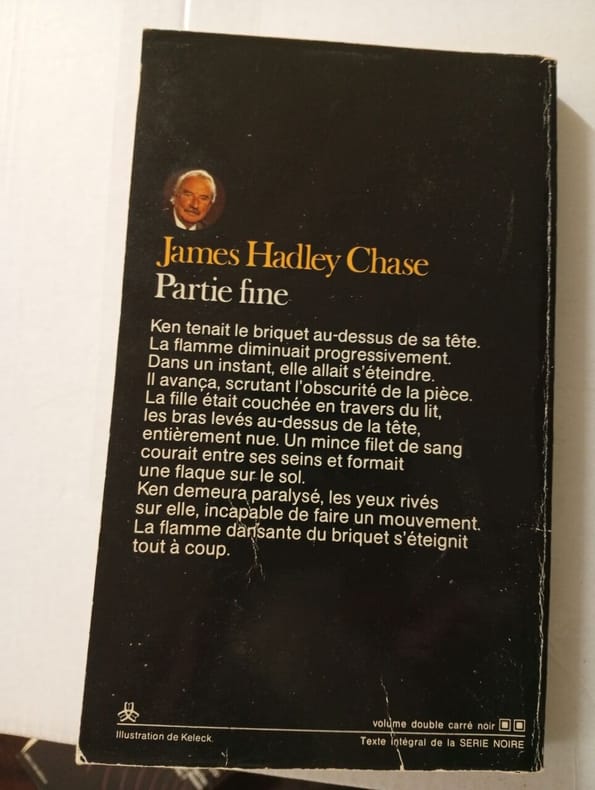 James Hadley Chase
Partie fine
Ken tenait le briquet au-dessus de sa tête.
La flamme diminuait progressivement.
Dans un instant, elle allait s'éteindre.
Il avança, scrutant l'obscurité de la pièce.
La fille était couchée en travers du lit,
les bras levés au-dessus de la tête,
entièrement nue. Un mince filet de sang
courait entre ses seins et formait
une flaque sur le sol.
Ken demeura paralysé, les yeux rivés
sur elle, incapable de faire un mouvement.
La flamme dansante du briquet s'éteignit
tout à coup.
volume double carré noir
Illustration de Keleck.
Texte intégral de la SERIE NOIRE